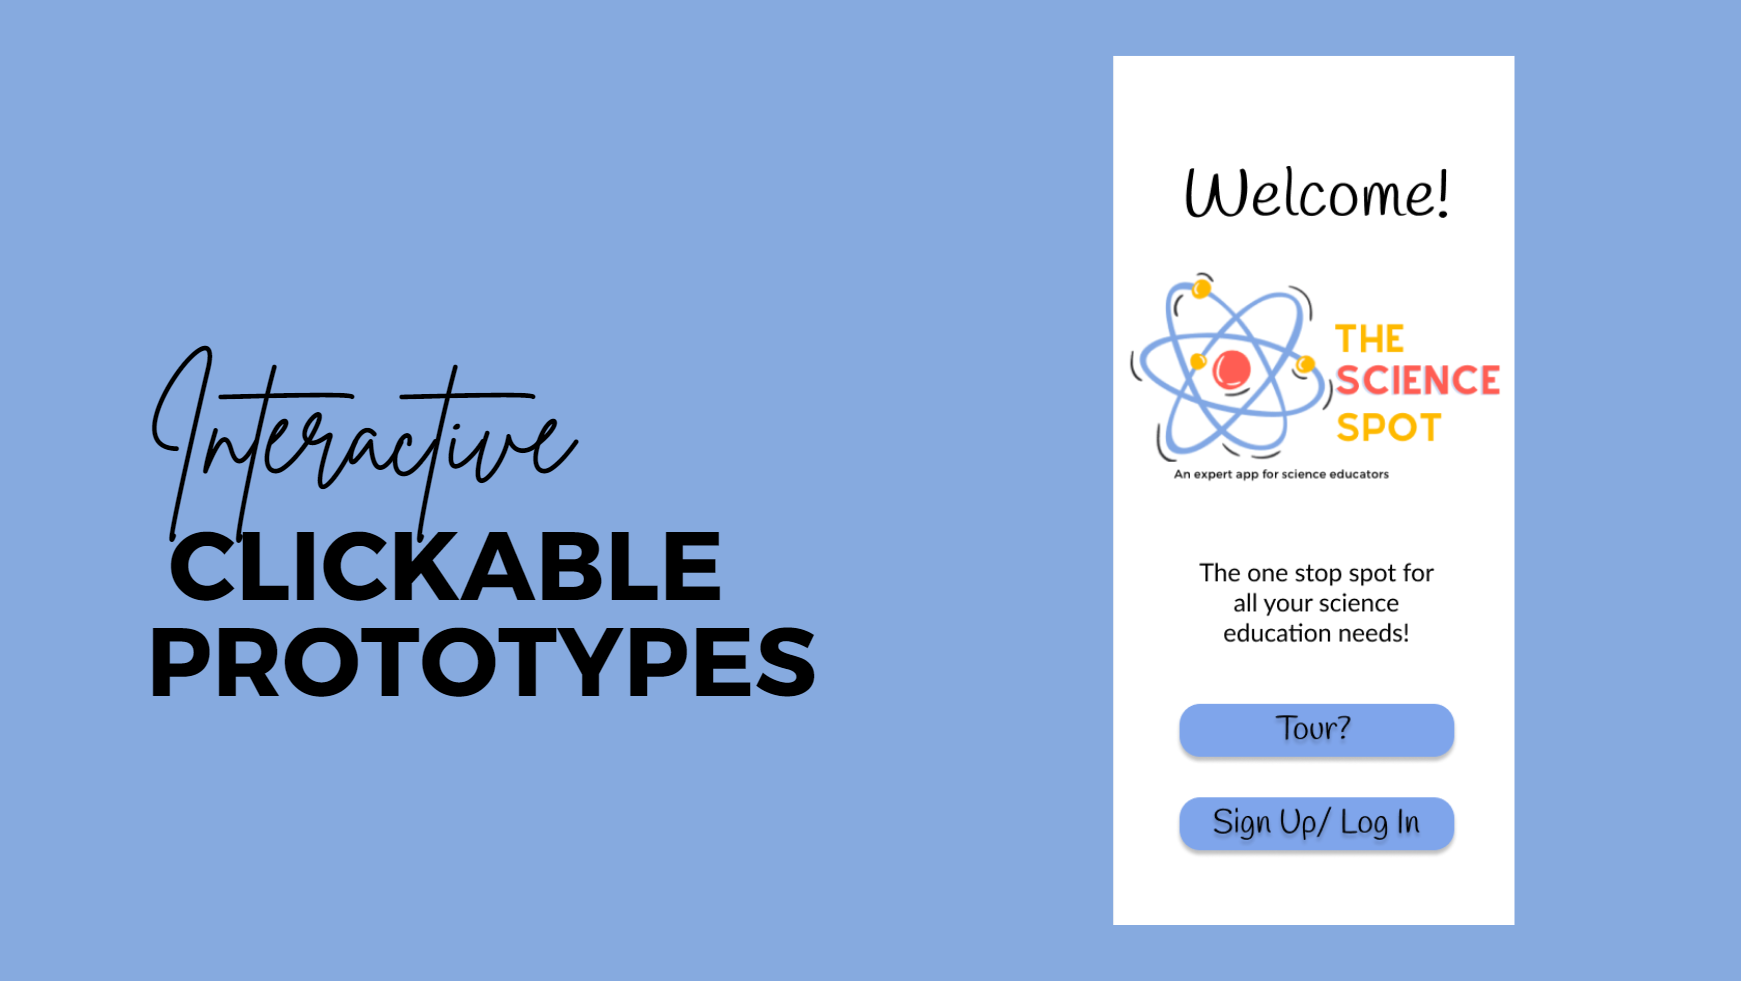 Interactive
CLICKABLE
PROTOTYPES
Welcome!
THE
SCIENCE
SPOT
An expert app for science educators
The one stop spot for
all your science
education needs!
Tour?
Sign Up/ Log In